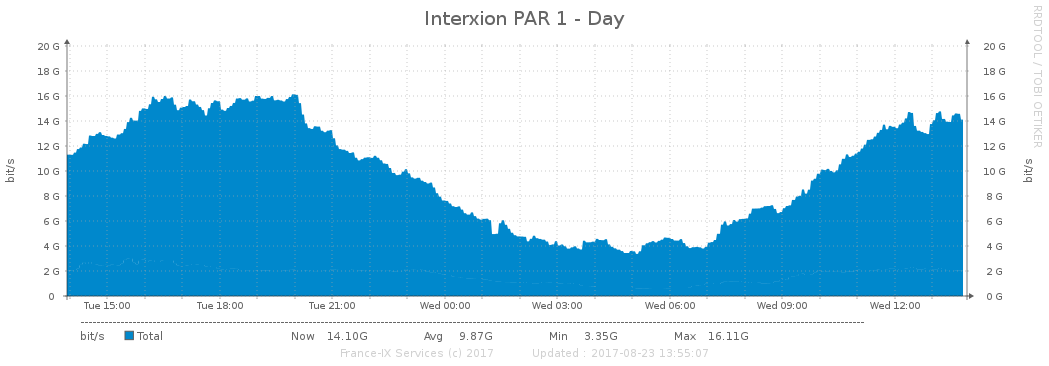 Interxion PAR 1 - Day
RRDTOOL / TOBI OETIKER
bit/s
20 G 20 G
18 G 18 G
16 G 16 G
14 G 14 G
12 G 12 G
10 G 10 G
8 G 8 G
6 G 6 G
4 G 4 G
2 G 2 G
0 0 G
bit/s
Tue 15:00 Tue 18:00 Tue 21:00 Wed 00:00 Wed 03:00 Wed 06:00 Wed 09:00 Wed 12:00
bit/s Total Now 14.10G Avg 9.87G Min 3.35G Max 16.11G
France-IX Services (c) 2017 Updated : 2017-08-23 13:55:07